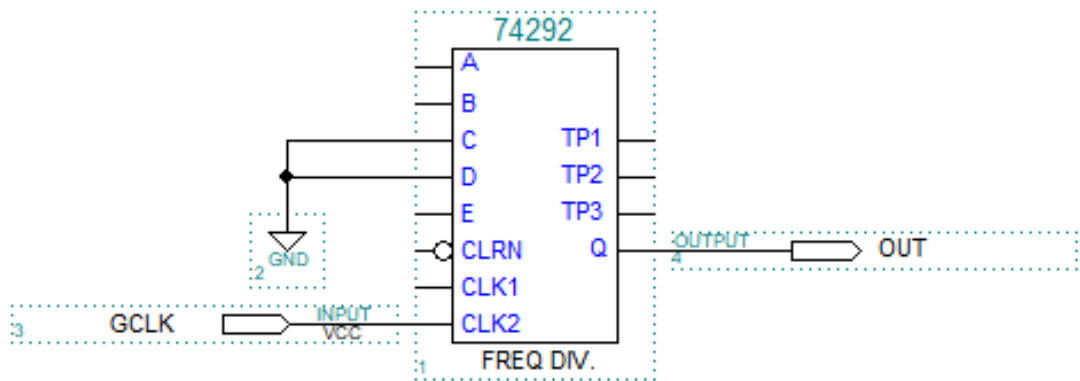 74292
A
B
C TP1
D TP2
E TP3
CLRN Q OUTPUT OUT
4
GND
2
CLK1
GCLK INPUT CLK2
3 VCC
FREQ DIV.
1